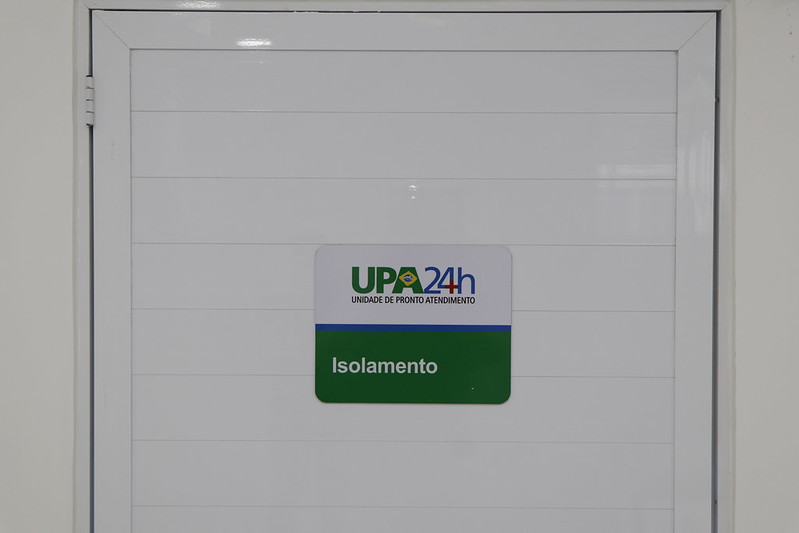 UPA24h
UNIDADE DE PRONTO ATENDIMENTO
Isolamento